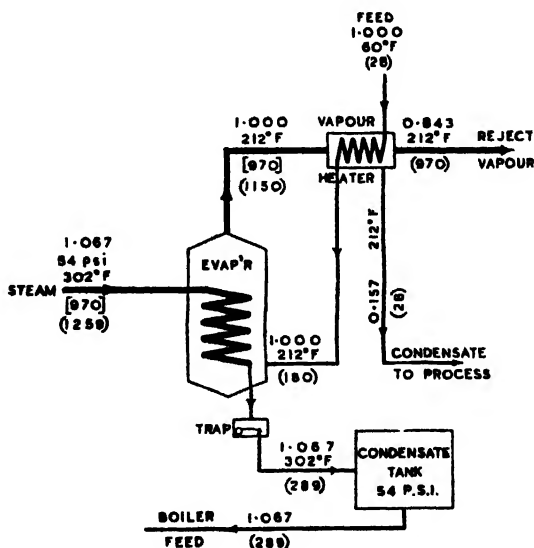 FEED
1.000
60°F
(28)
1.000
212°F
[970]
(1150)
VAPOUR
HEATER
0.843
212°F
(970)
REJECT
VAPOUR
1.067
54 psi
302°F
STEAM
[970]
(1259)
EVAP'R
212°F
0.157
(28)
1.000
212°F
(180)
CONDENSATE
TO PROCESS
TRAP
1.067
302°F
(289)
CONDENSATE
TANK
54 P.S.I.
BOILER
FEED
1.067
(289)